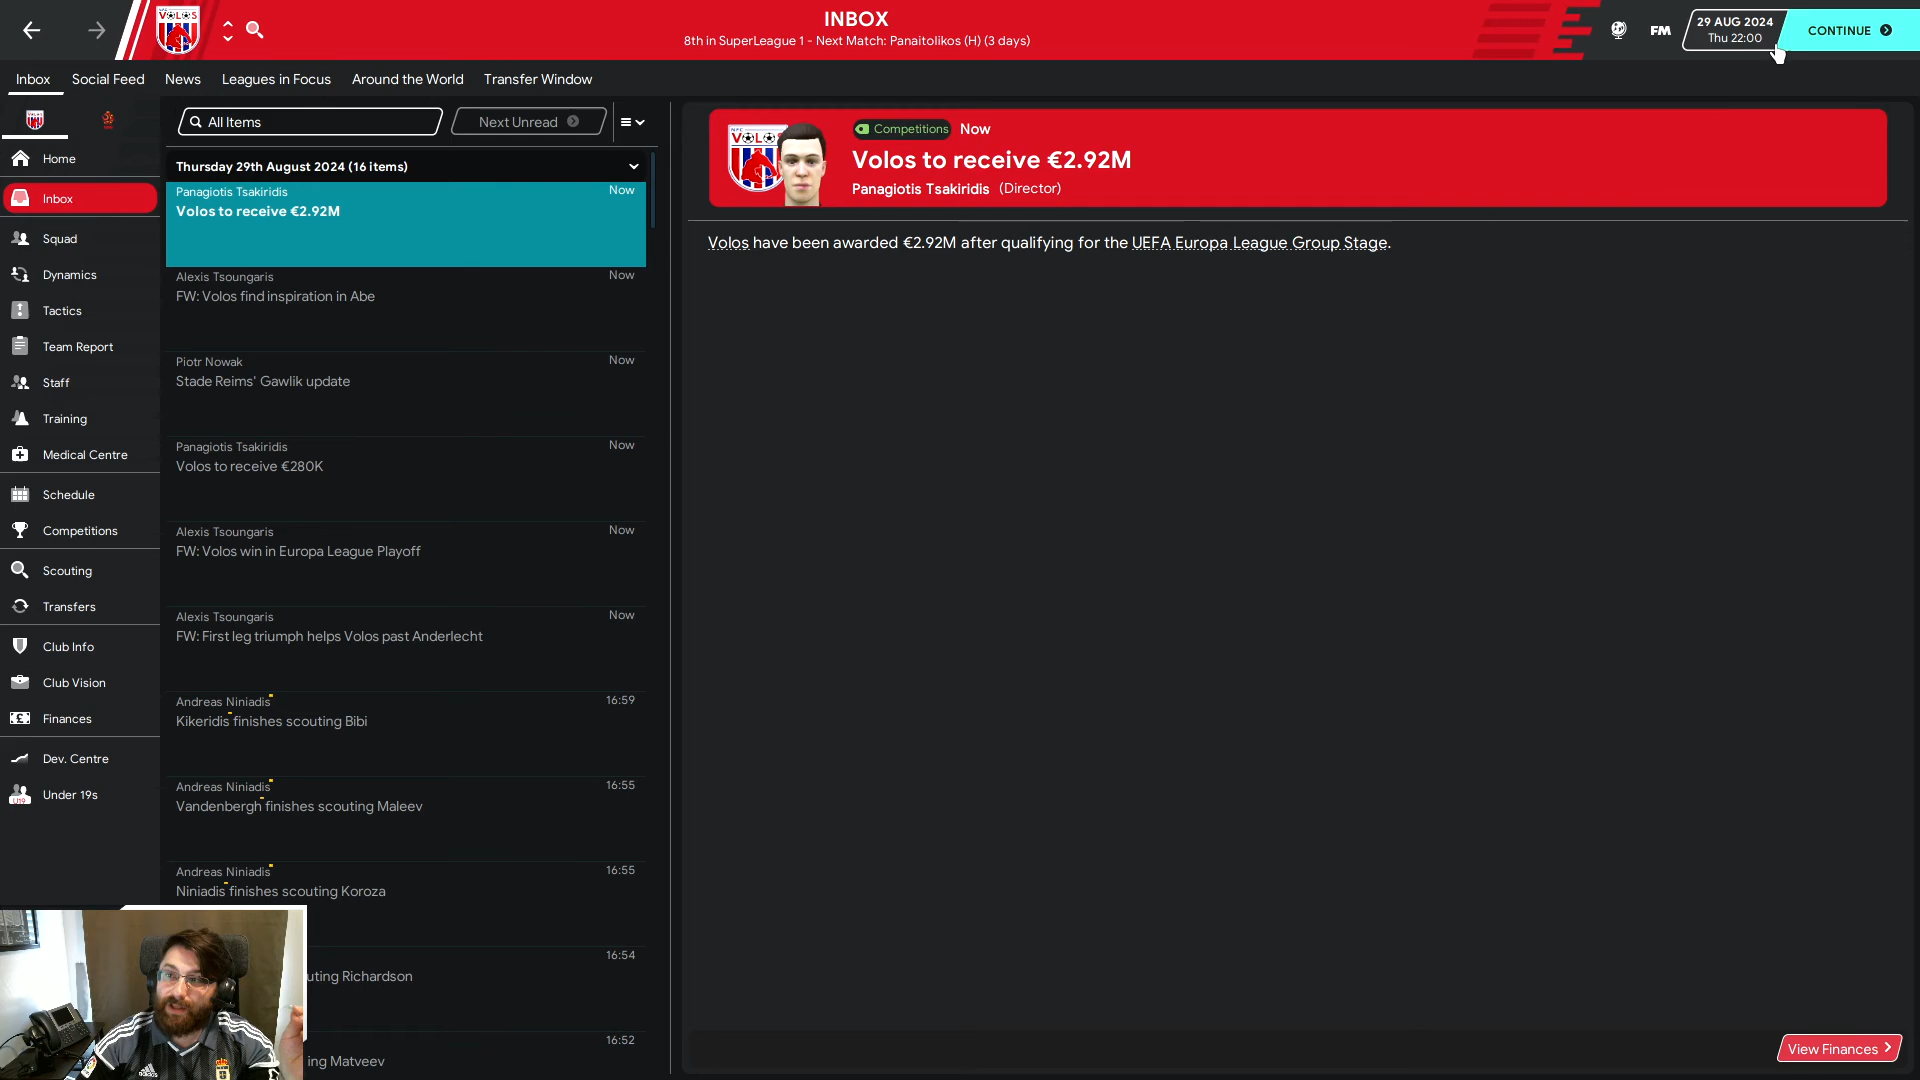 INBOX
8th in SuperLeague 1 - Next Match: Panaitolikos (H) (3 days)
FM
29 AUG 2024
Thu 22:00
CONTINUE
Inbox
Social Feed
News
Leagues in Focus
Around the World
Transfer Window
Home
Inbox
Squad
Dynamics
Tactics
Team Report
Staff
Training
Medical Centre
Schedule
Competitions
Scouting
Transfers
Club Info
Club Vision
Finances
Dev. Centre
Under 19s
All Items
Next Unread
Thursday 29th August 2024 (16 items)
Panagiotis Tsakiridis
Now
Volos to receive €2.92M
Alexis Tsoungaris
Now
FW: Volos find inspiration in Abe
Piotr Nowak
Now
Stade Reims' Gawlik update
Panagiotis Tsakiridis
Now
Volos to receive €280K
Alexis Tsoungaris
Now
FW: Volos win in Europa League Playoff
Alexis Tsoungaris
Now
FW: First leg triumph helps Volos past Anderlecht
Andreas Niniadis
16:59
Kikeridis finishes scouting Bibi
Andreas Niniadis
16:55
Vandenbergh finishes scouting Maleev
Andreas Niniadis
16:55
Niniadis finishes scouting Koroza
16:54
uting Richardson
16:52
ing Matveev
VOLOS
Competitions
Now
Volos to receive €2.92M
Panagiotis Tsakiridis (Director)
Volos have been awarded €2.92M after qualifying for the UEFA Europa League Group Stage.
View Finances